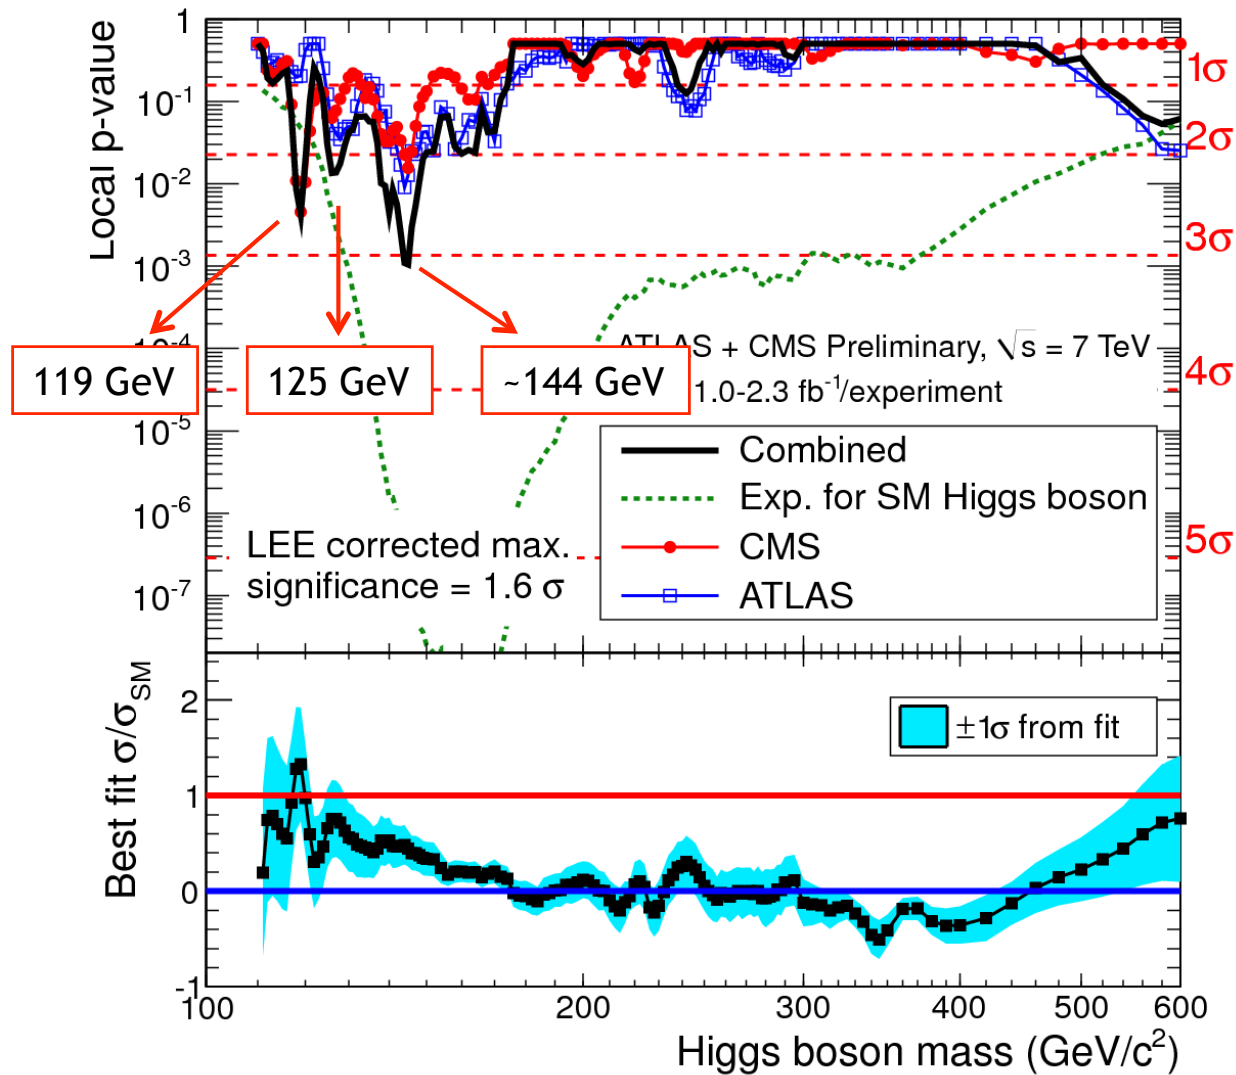 1
10⁻¹
10⁻²
10⁻³
10⁻⁴
10⁻⁵
10⁻⁶
10⁻⁷
Local p-value
1σ
2σ
3σ
4σ
5σ
119 GeV
125 GeV
~144 GeV
ATLAS + CMS Preliminary, √s = 7 TeV
1.0-2.3 fb⁻¹/experiment
Combined
Exp. for SM Higgs boson
CMS
ATLAS
LEE corrected max.
significance = 1.6 σ
Best fit σ/σ_SM
2
1
0
-1
±1σ from fit
100
200
300
400
500
600
Higgs boson mass (GeV/c²)